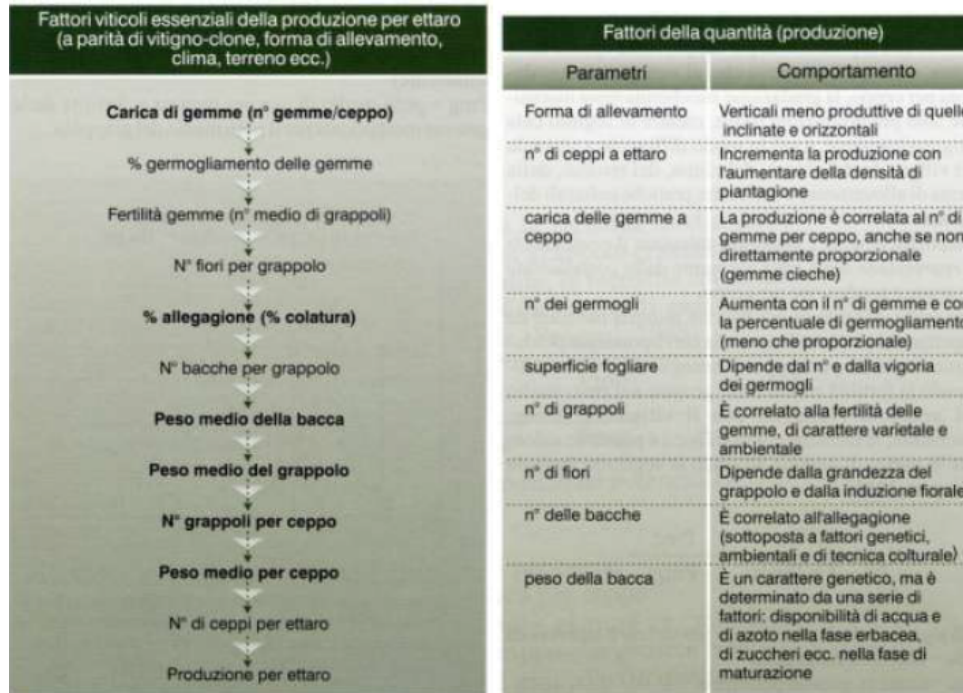 Fattori viticoli essenziali della produzione per ettaro
(a parità di vitigno-clone, forma di allevamento,
clima, terreno ecc.)
Carica di gemme (n° gemme/ceppo)
% germogliamento delle gemme
Fertilità gemme (n° medio di grappoli)
N° fiori per grappolo
% allegagione (% colatura)
N° bacche per grappolo
Peso medio della bacca
Peso medio del grappolo
N° grappoli per ceppo
Peso medio per ceppo
N° di ceppi per ettaro
Produzione per ettaro
Fattori della quantità (produzione)
Parametri
Comportamento
Forma di allevamento
Verticali meno produttive di quelle
inclinate e orizzontali
n° di ceppi a ettaro
Incrementa la produzione con
l'aumentare della densità di
piantagione
carica delle gemme a
ceppo
La produzione è correlata al n° di
gemme per ceppo, anche se non
direttamente proporzionale
(gemme cieche)
n° dei germogli
Aumenta con il n° di gemme e con
la percentuale di germogliamento
(meno che proporzionale)
superficie fogliare
Dipende dal n° e dalla vigoria
dei germogli
n° di grappoli
È correlato alla fertilità delle
gemme, di carattere varietale e
ambientale
n° di fiori
Dipende dalla grandezza del
grappolo e dalla induzione fiorale
n° delle bacche
È correlato all'allegagione
(sottoposta a fattori genetici,
ambientali e di tecnica colturale)
peso della bacca
È un carattere genetico, ma è
determinato da una serie di
fattori: disponibilità di acqua e
di azoto nella fase erbacea,
di zuccheri ecc. nella fase di
maturazione